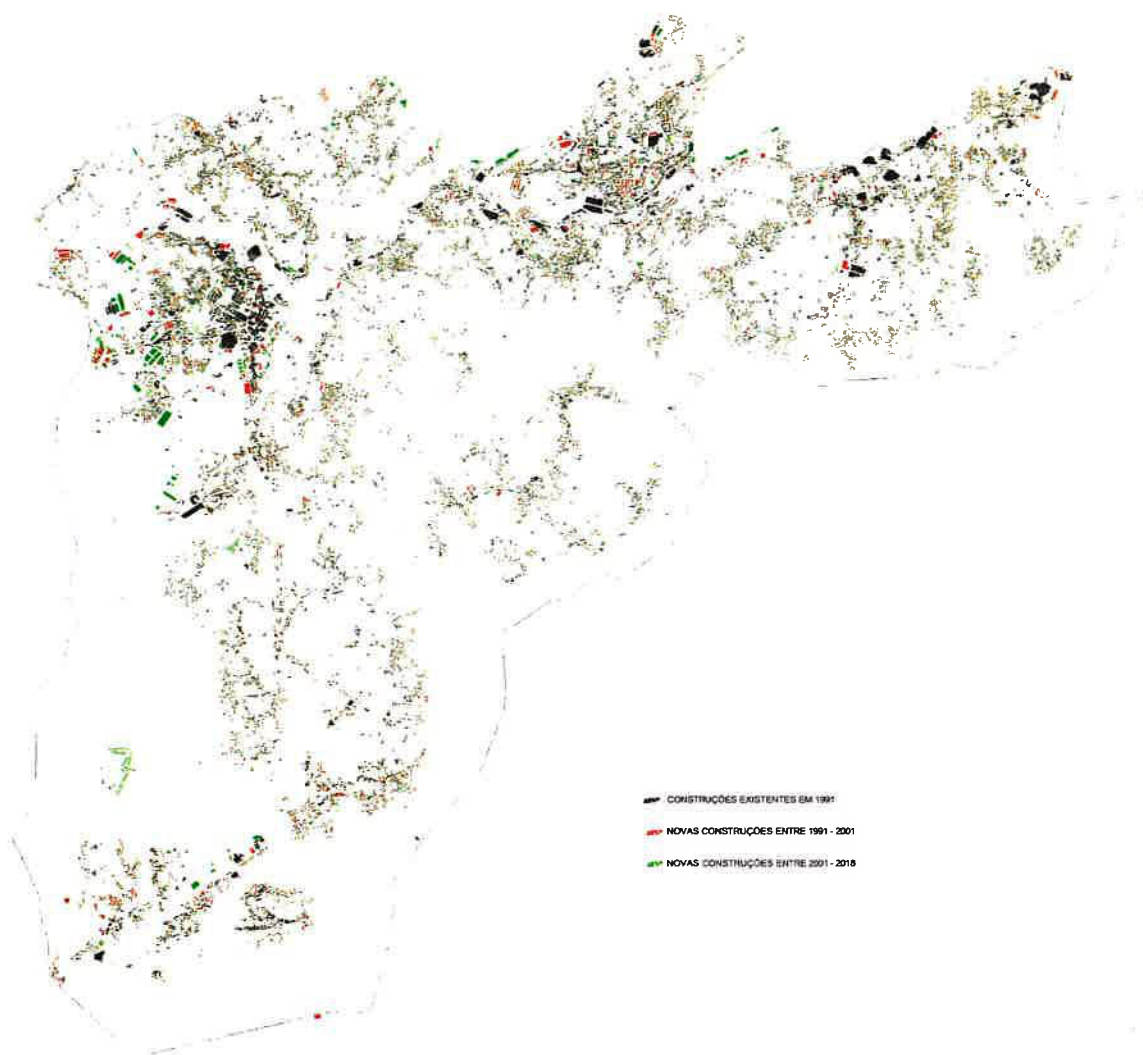 CONSTRUÇÕES EXISTENTES EM 1991
NOVAS CONSTRUÇÕES ENTRE 1991 - 2001
NOVAS CONSTRUÇÕES ENTRE 2001 - 2018